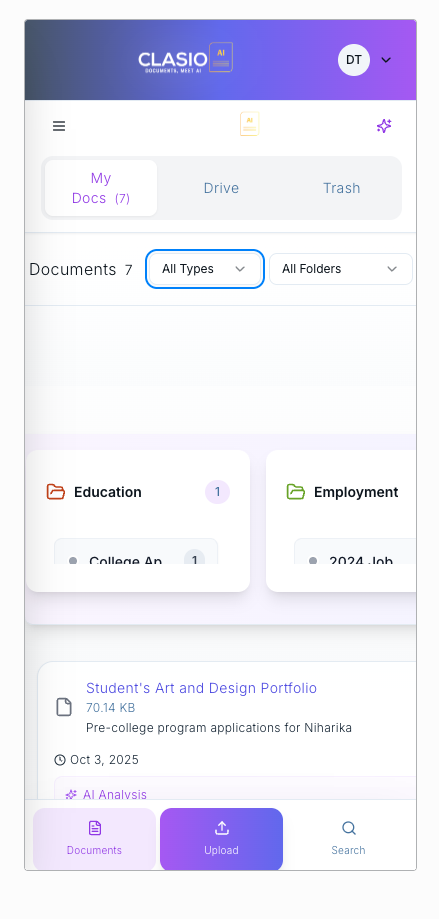 CLASIO
DOCUMENTS, MEET AI
AI
DT
AI
My
Docs (7)
Drive
Trash
Documents 7
All Types
All Folders
Education
1
Employment
College Ap
1
2024 Job
Student's Art and Design Portfolio
70.14 KB
Pre-college program applications for Niharika
Oct 3, 2025
AI Analysis
Documents
Upload
Search